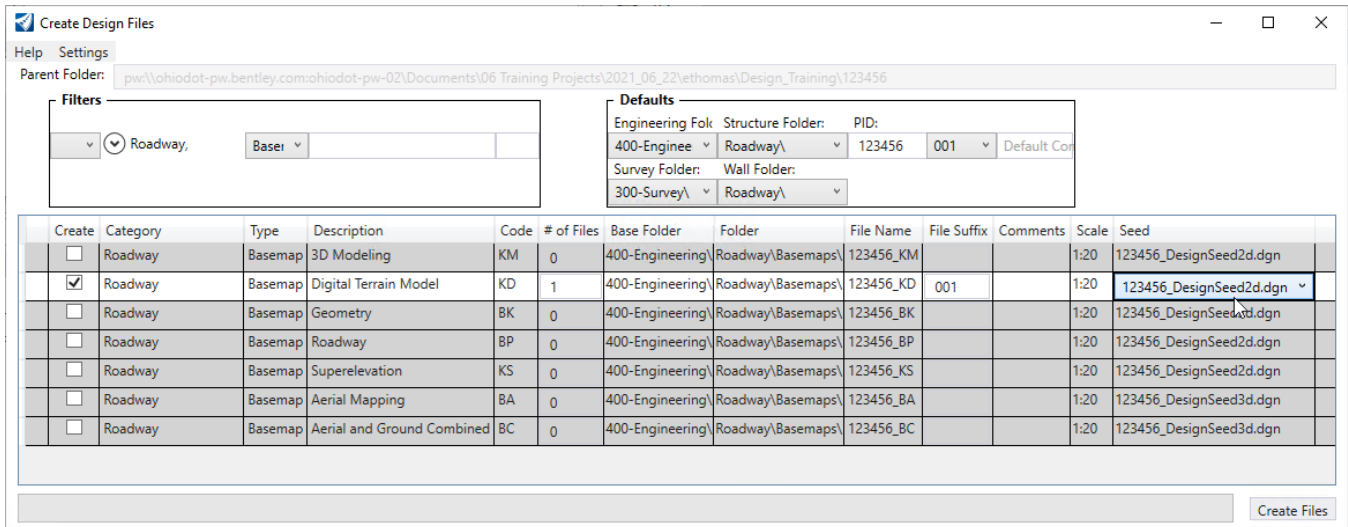 Create Design Files
Help Settings
Parent Folder: pw:\\ohiodot-pw.bentley.com:ohiodot-pw-02\Documents\06 Training Projects\2021_06_22\ethomas\Design_Training\123456
Filters
Roadway, Baser
Defaults
Engineering Folc Structure Folder: PID:
400-Enginee Roadway\ 123456 001 Default Con
Survey Folder: Wall Folder:
300-Survey\ Roadway\
Create Category Type Description Code # of Files Base Folder Folder File Name File Suffix Comments Scale Seed
Roadway Basemap 3D Modeling KM 0 400-Engineering\ Roadway\Basemaps\ 123456_KM 1:20 123456_DesignSeed2d.dgn
Roadway Basemap Digital Terrain Model KD 1 400-Engineering\ Roadway\Basemaps\ 123456_KD 001 1:20 123456_DesignSeed2d.dgn
Roadway Basemap Geometry BK 0 400-Engineering\ Roadway\Basemaps\ 123456_BK 1:20 123456_DesignSeed2d.dgn
Roadway Basemap Roadway BP 0 400-Engineering\ Roadway\Basemaps\ 123456_BP 1:20 123456_DesignSeed2d.dgn
Roadway Basemap Superelevation KS 0 400-Engineering\ Roadway\Basemaps\ 123456_KS 1:20 123456_DesignSeed2d.dgn
Roadway Basemap Aerial Mapping BA 0 400-Engineering\ Roadway\Basemaps\ 123456_BA 1:20 123456_DesignSeed3d.dgn
Roadway Basemap Aerial and Ground Combined BC 0 400-Engineering\ Roadway\Basemaps\ 123456_BC 1:20 123456_DesignSeed3d.dgn
Create Files